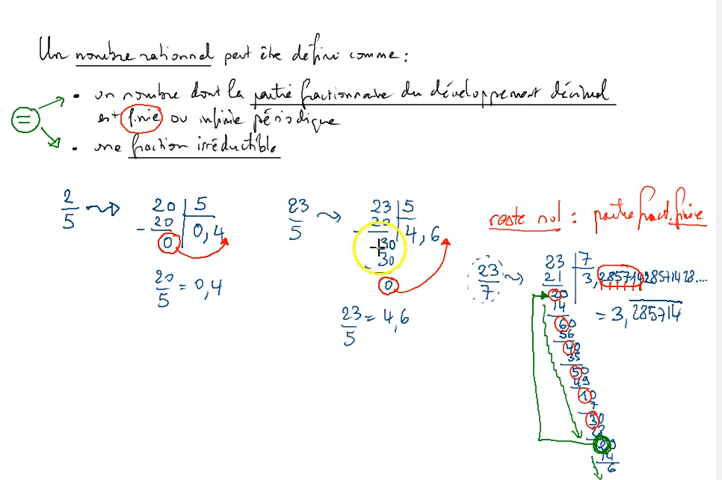 Un nombre rationnel peut être défini comme :
• un nombre dont la partie fractionnaire du développement décimal
est finie ou infinie périodique
=
• une fraction irréductible
2/5
20 | 5
- 20 | 0,4
0
20/5 = 0,4
23/5
23 | 5
- 20 | 4,6
- 30
30
0
23/5 = 4,6
reste nul : partie fract. finie
23/7
23 | 7
21 | 3,28571428571428....
20
= 3,285714
14
60
56
40
35
50
49
10
7
30
28
20
14
6